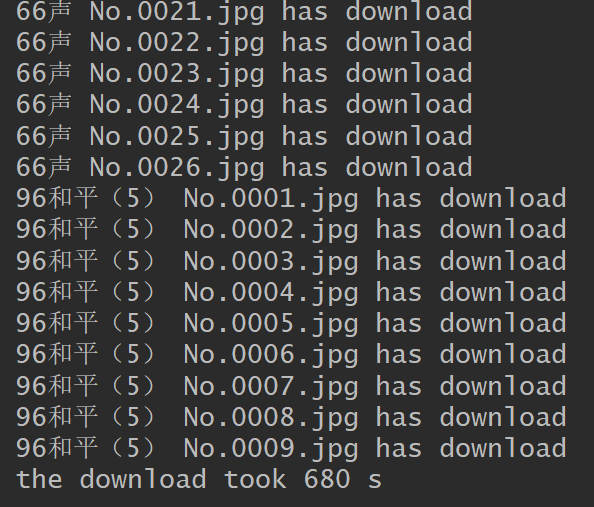 66声 No.0021.jpg has download
66声 No.0022.jpg has download
66声 No.0023.jpg has download
66声 No.0024.jpg has download
66声 No.0025.jpg has download
66声 No.0026.jpg has download
96和平（5） No.0001.jpg has download
96和平（5） No.0002.jpg has download
96和平（5） No.0003.jpg has download
96和平（5） No.0004.jpg has download
96和平（5） No.0005.jpg has download
96和平（5） No.0006.jpg has download
96和平（5） No.0007.jpg has download
96和平（5） No.0008.jpg has download
96和平（5） No.0009.jpg has download
the download took 680 s